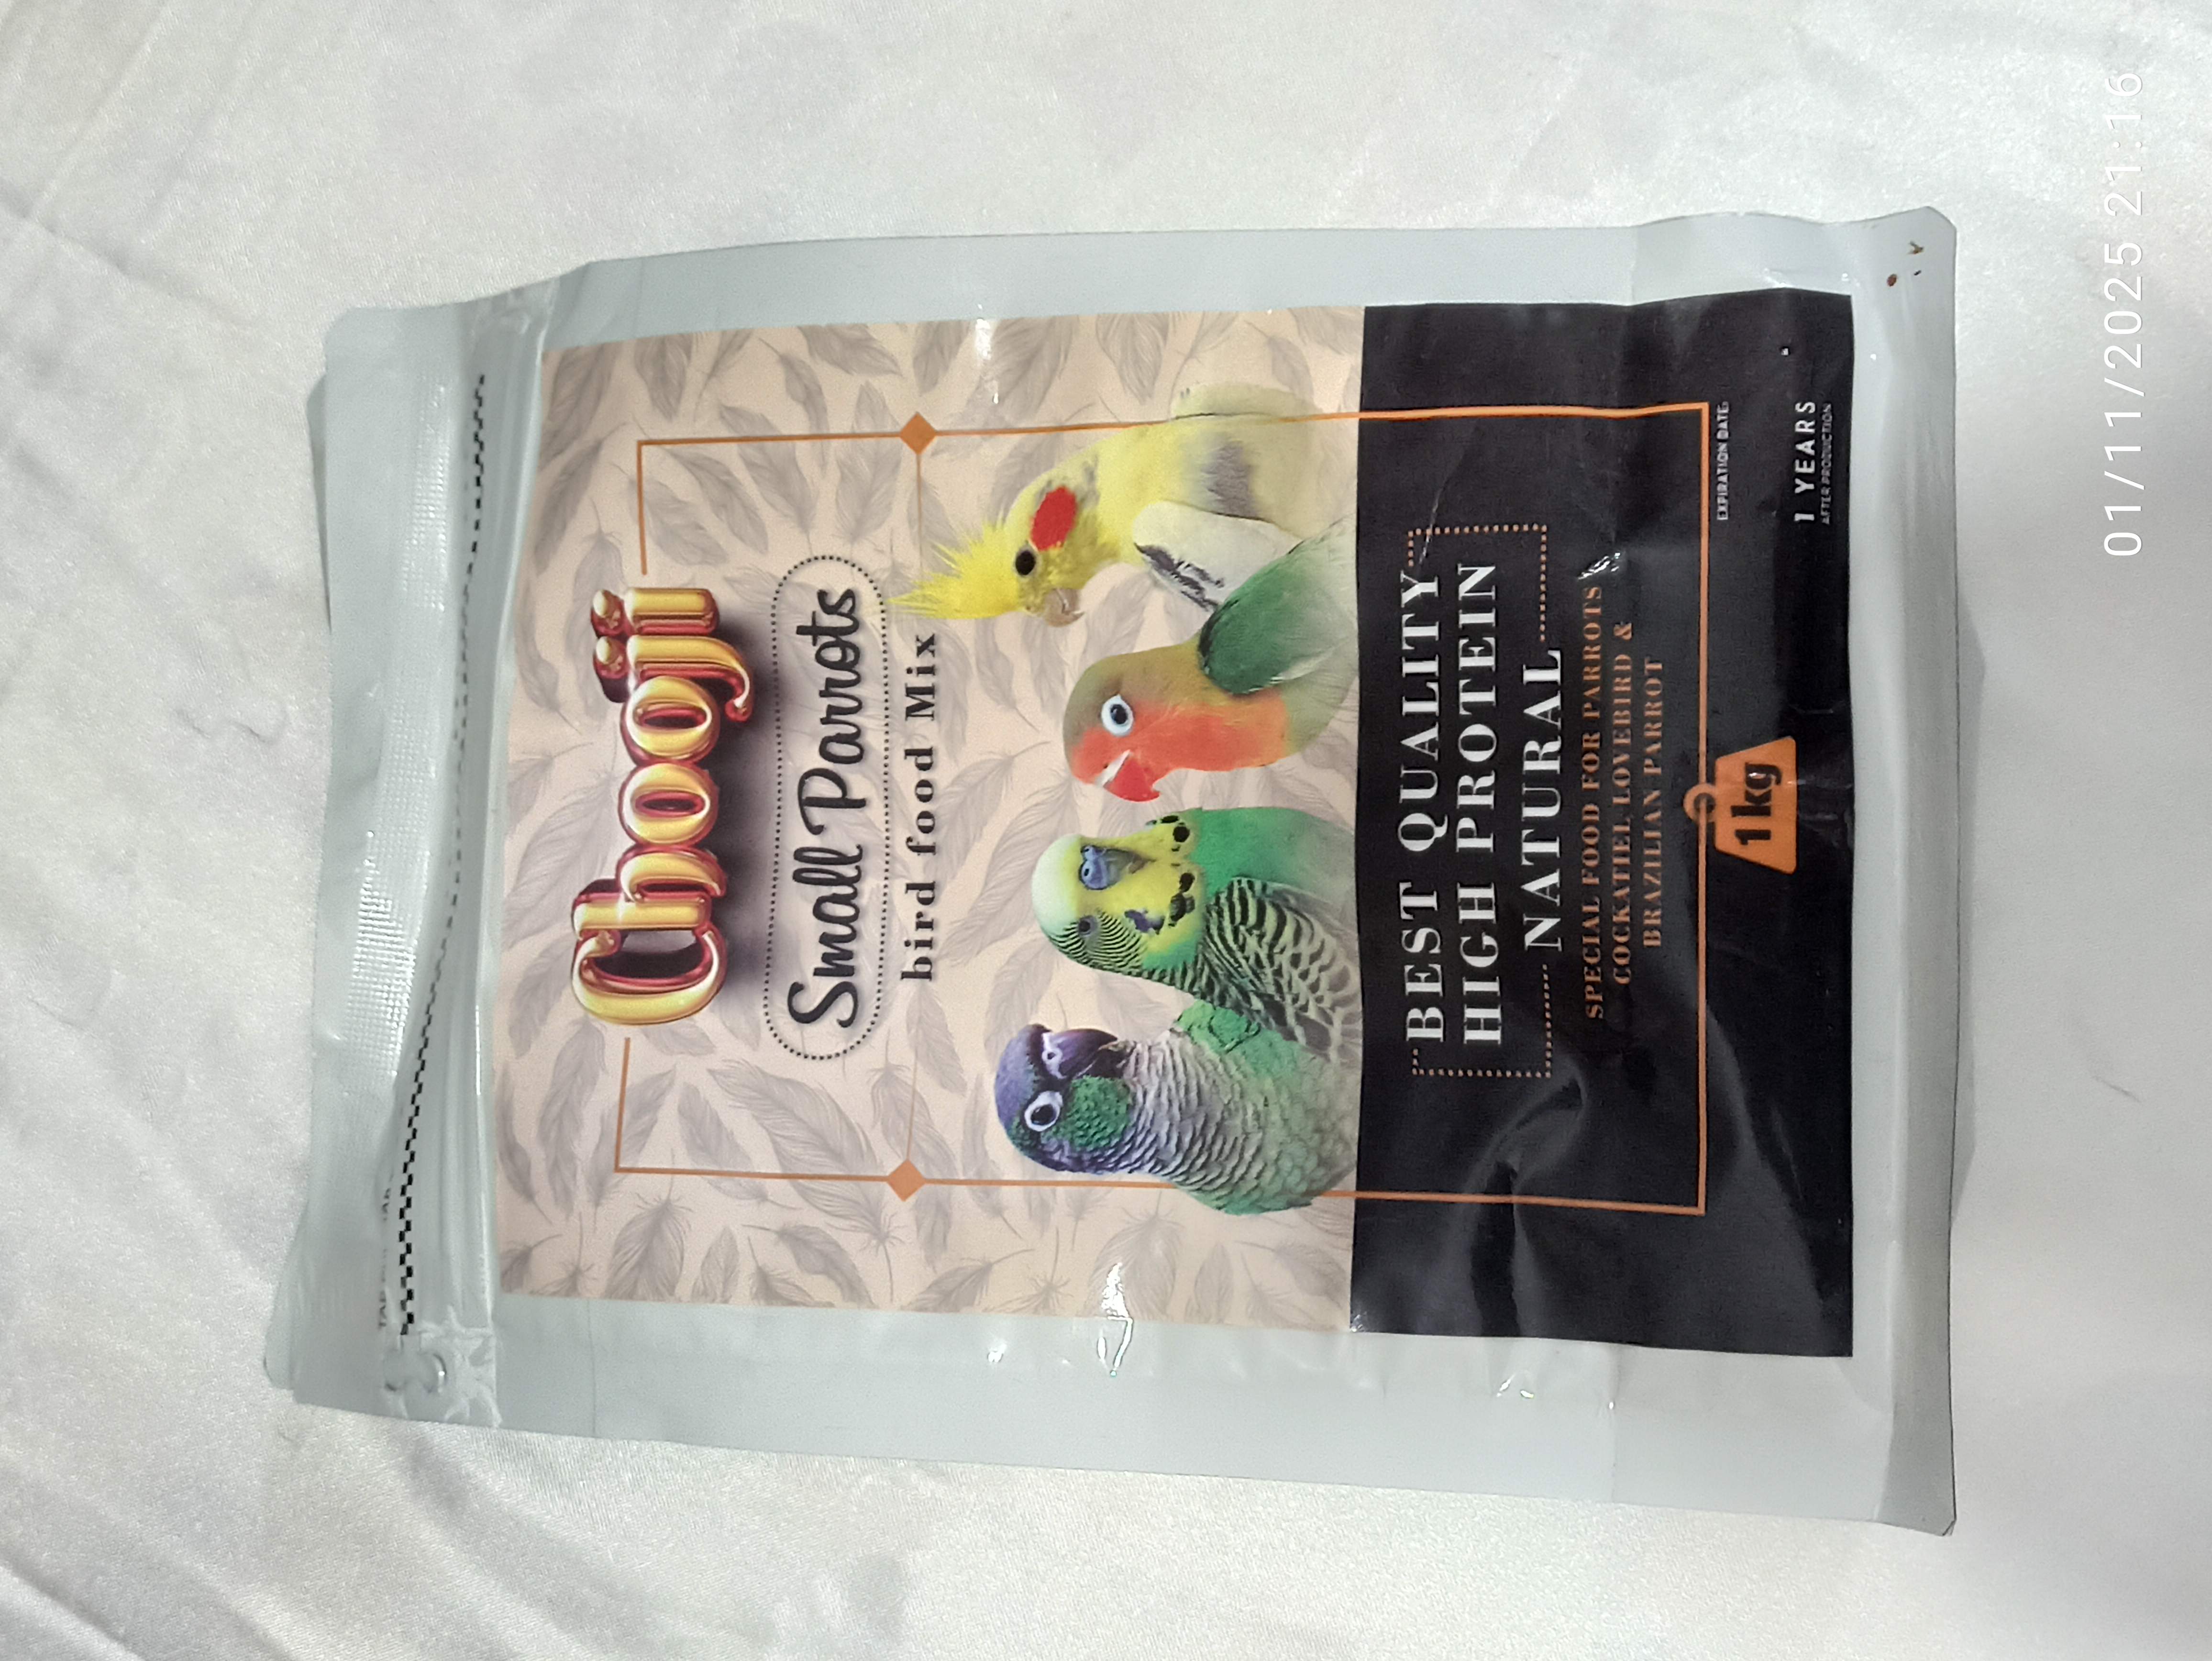 Chooji
Small Parrots
bird food Mix
BEST QUALITY
HIGH PROTEIN
NATURAL
SPECIAL FOOD FOR PARROTS
COCKATIEL LOVEBIRD &
BRAZILIAN PARROT
1kg
EXPIRATION DATE:
1 YEARS
AFTER PRODUCTION
01/11/2025 21:16